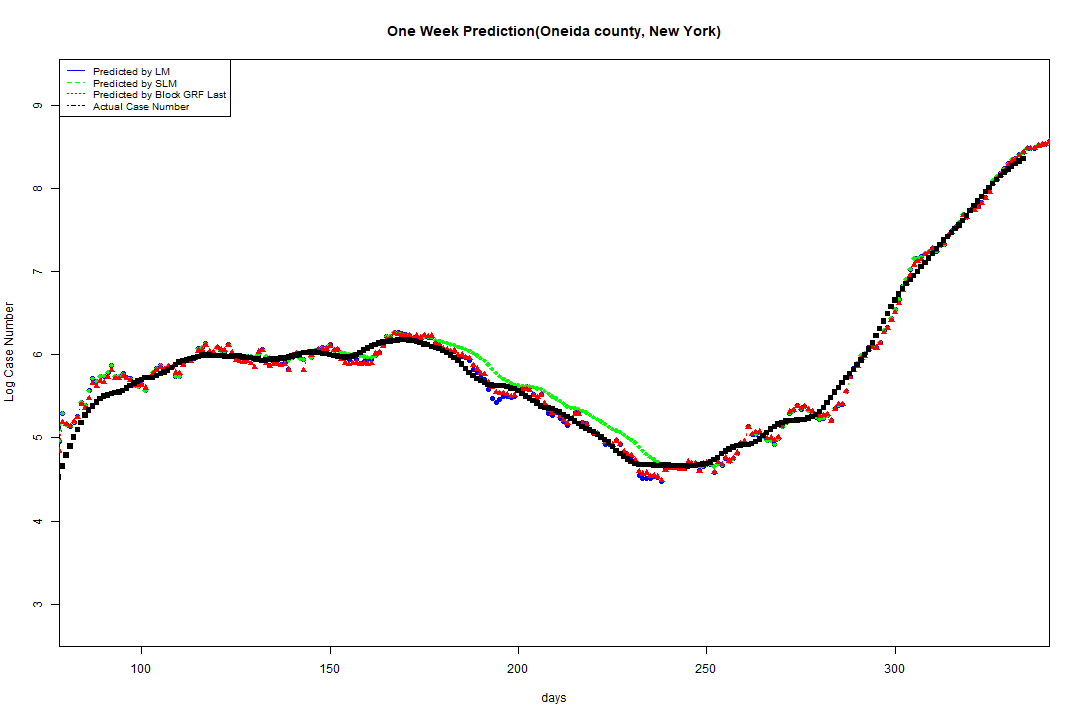 One Week Prediction(Oneida county, New York)
Predicted by LM
Predicted by SLM
Predicted by Block GRF Last
Actual Case Number
Log Case Number
9
8
7
6
5
4
3
100 150 200 250 300
days